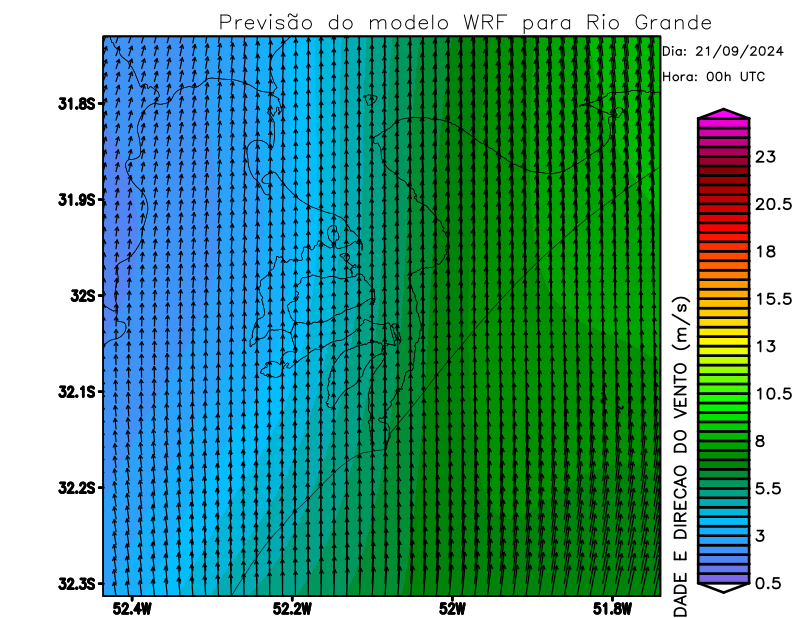 Previsão do modelo WRF para Rio Grande
Dia: 21/09/2024
Hora: 00h UTC
31.8S
31.9S
32S
32.1S
32.2S
32.3S
52.4W
52.2W
52W
51.8W
DADE E DIRECAO DO VENTO (m/s)
23
20.5
18
15.5
13
10.5
8
5.5
3
0.5